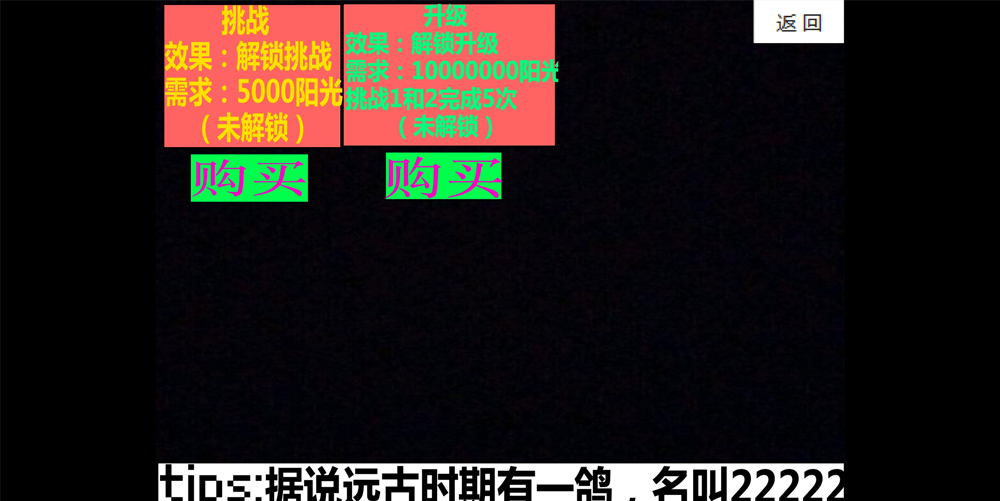 挑战
效果：解锁挑战
需求：5000阳光
（未解锁）
购买
升级
效果：解锁升级
需求：10000000阳光
挑战1和2完成5次
（未解锁）
购买
返回
tips:据说远古时期有一鸽，名叫22222